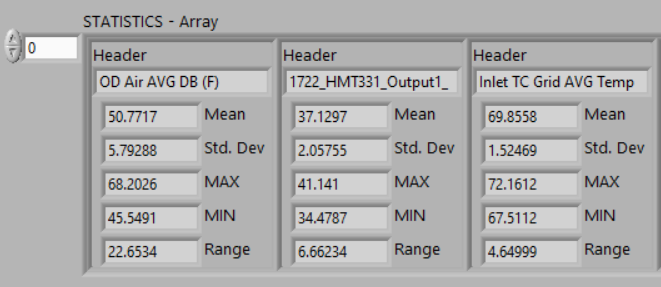 STATISTICS - Array
0
Header Header Header
OD Air AVG DB (F) 1722_HMT331_Output1_ Inlet TC Grid AVG Temp
50.7717 Mean 37.1297 Mean 69.8558 Mean
5.79288 Std. Dev 2.05755 Std. Dev 1.52469 Std. Dev
68.2026 MAX 41.141 MAX 72.1612 MAX
45.5491 MIN 34.4787 MIN 67.5112 MIN
22.6534 Range 6.66234 Range 4.64999 Range